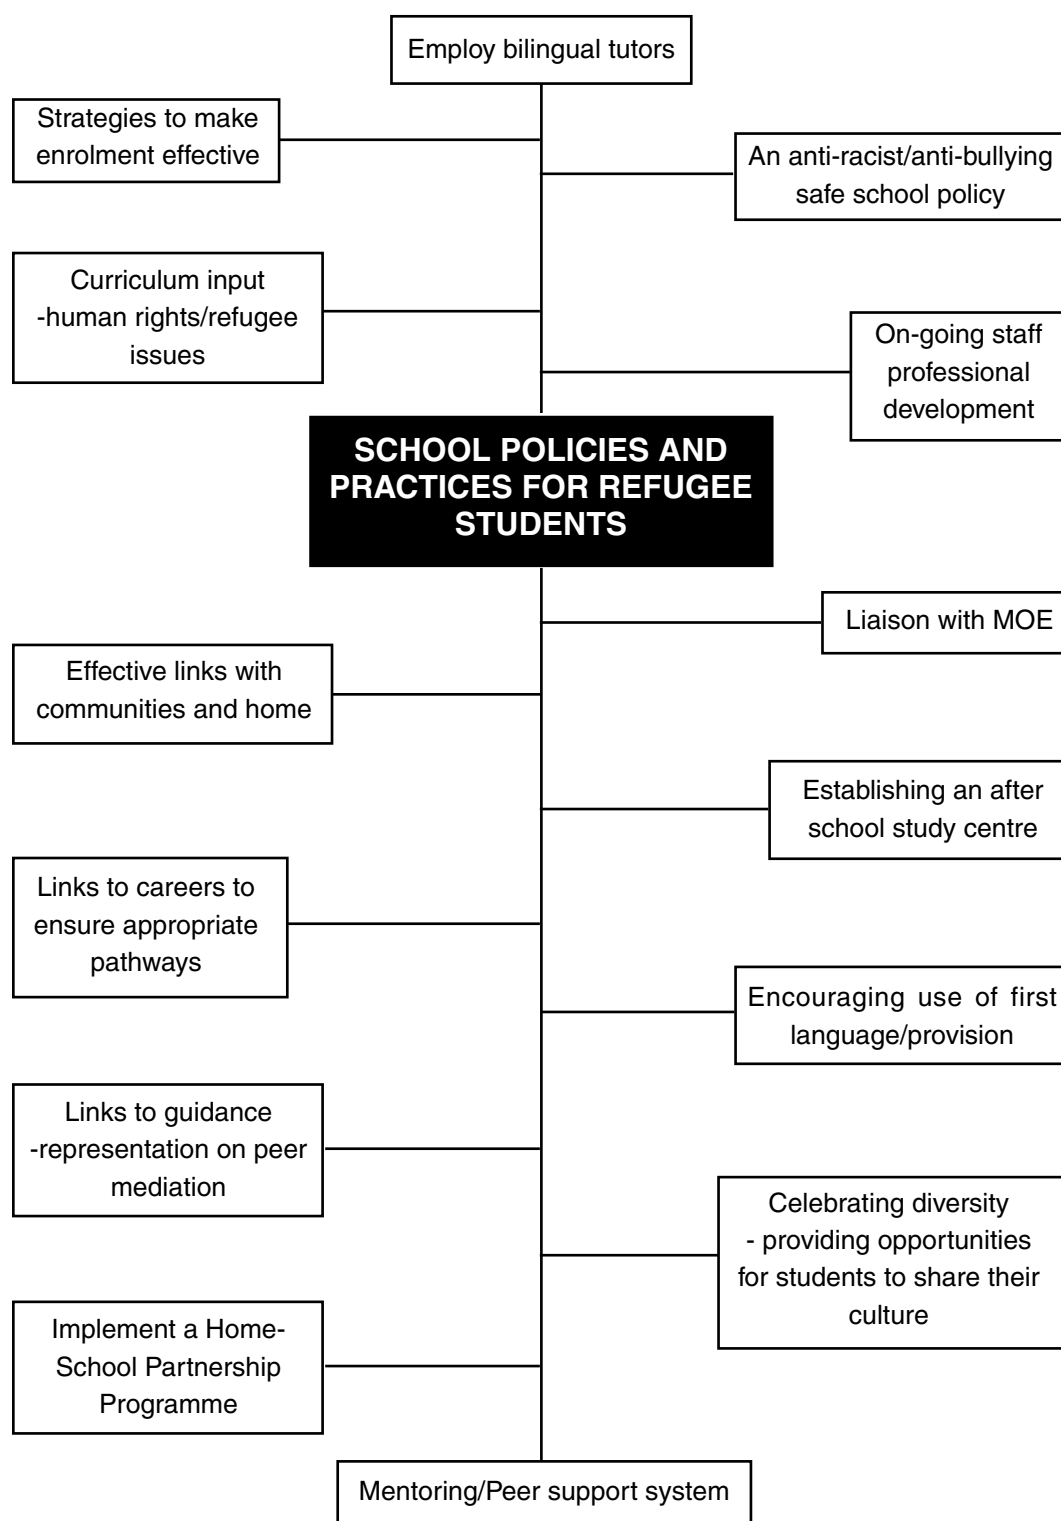 Employ bilingual tutors
Strategies to make
enrolment effective
An anti-racist/anti-bullying
safe school policy
Curriculum input
-human rights/refugee
issues
On-going staff
professional
development
SCHOOL POLICIES AND
PRACTICES FOR REFUGEE
STUDENTS
Liaison with MOE
Effective links with
communities and home
Establishing an after
school study centre
Links to careers to
ensure appropriate
pathways
Encouraging use of first
language/provision
Links to guidance
-representation on peer
mediation
Celebrating diversity
- providing opportunities
for students to share their
culture
Implement a Home-
School Partnership
Programme
Mentoring/Peer support system